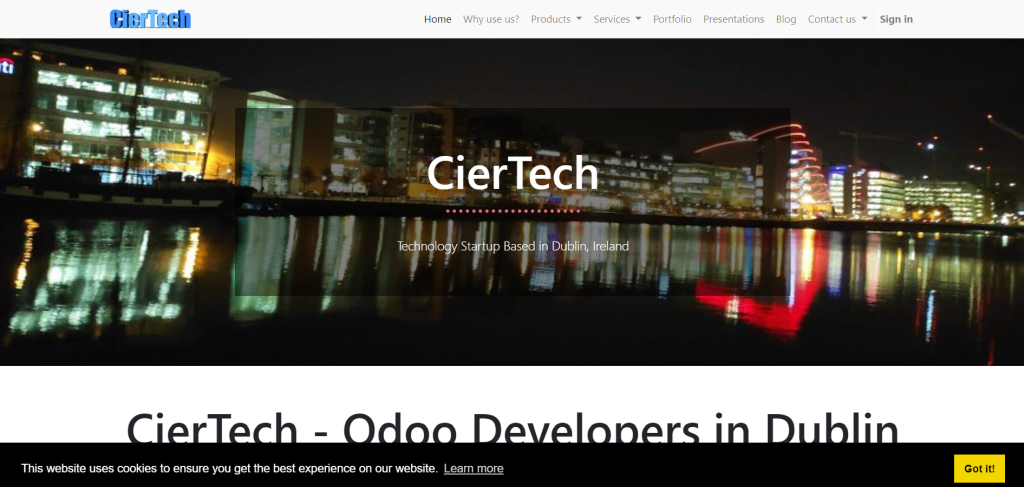 CierTech
Home Why use us? Products Services Portfolio Presentations Blog Contact us Sign in
CierTech
Technology Startup Based in Dublin, Ireland
CierTech - Odoo Developers in Dublin
This website uses cookies to ensure you get the best experience on our website. Learn more
Got it!